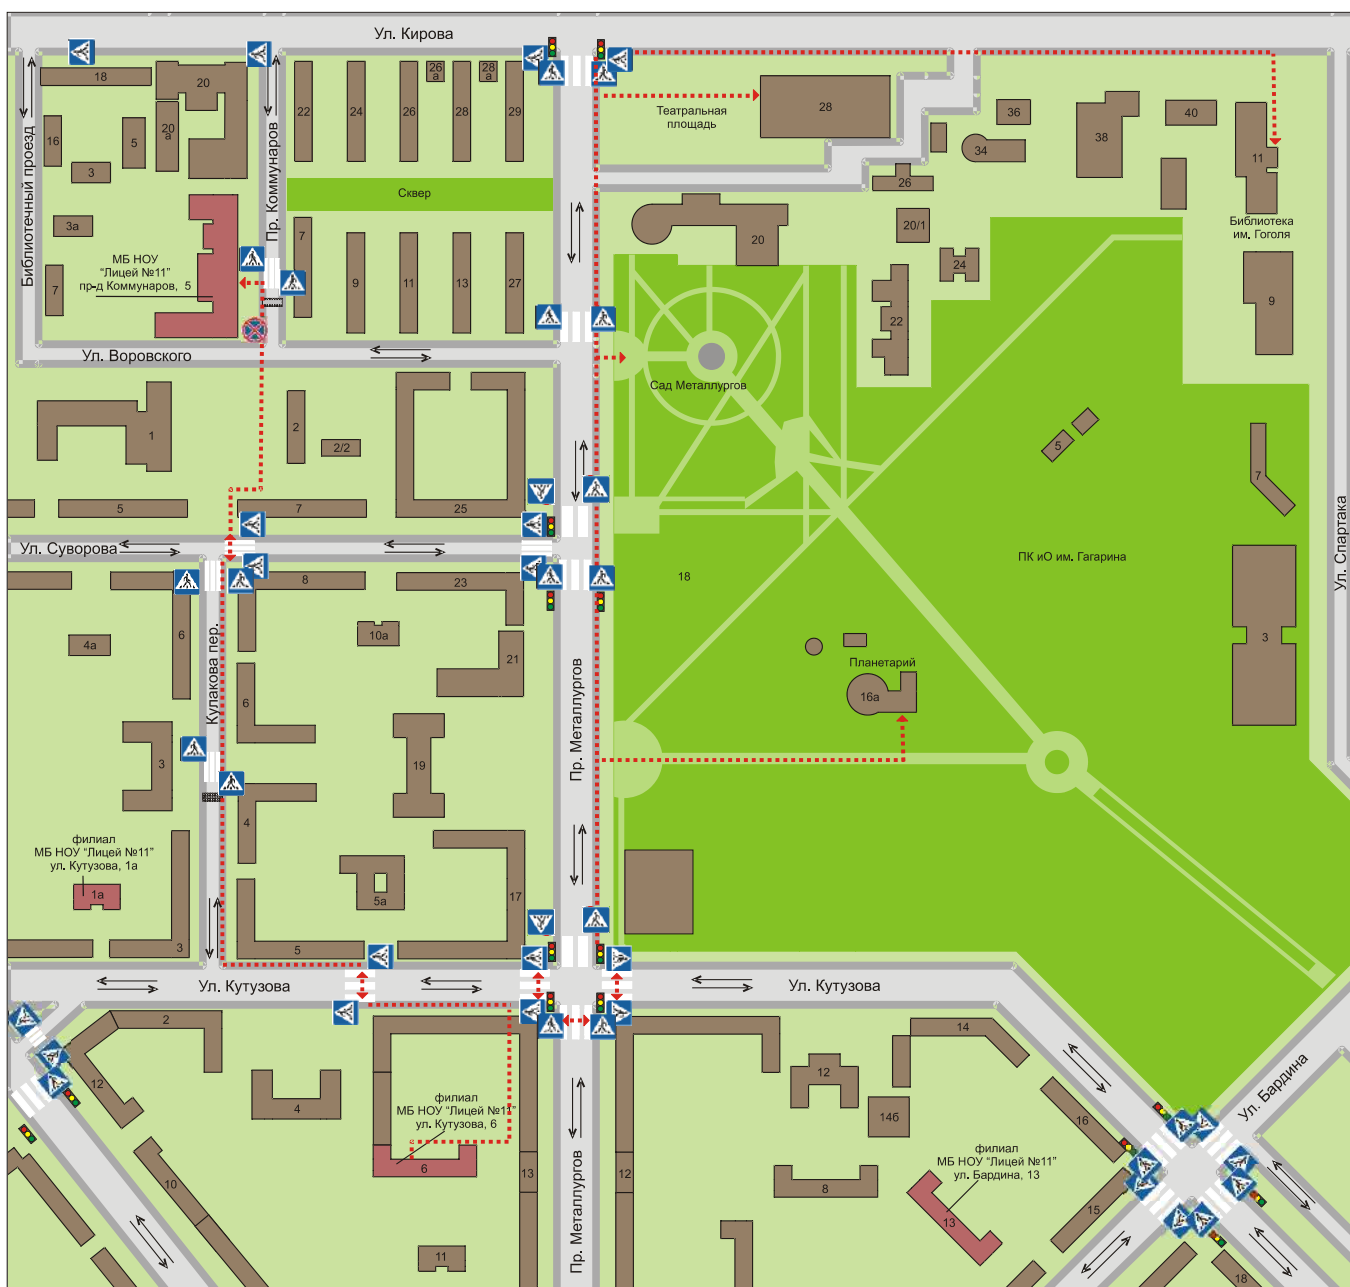 Ул. Кирова
18
20
22
24
26
26
а
28
28
а
29
28
Театральная
площадь
36
34
38
40
11
Библиотека
им. Гоголя
Библиотечный проезд
16
5
20
а
3
3а
7
МБ НОУ
"Лицей №11"
пр-д Коммунаров, 5
Пр. Коммунаров
Сквер
7
9
11
13
27
26
20
20/1
24
22
9
Ул. Воровского
Сад Металлургов
1
2
2/2
5
7
25
5
7
Ул. Суворова
18
ПК иО им. Гагарина
Ул. Спартака
8
23
6
4а
10а
21
Кулакова пер.
6
3
19
Пр. Металлургов
Планетарий
16а
3
4
филиал
МБ НОУ "Лицей №11"
ул. Кутузова, 1а
1а
5а
17
3
5
Ул. Кутузова
Ул. Кутузова
2
12
4
филиал
МБ НОУ "Лицей №11"
ул. Кутузова, 6
6
10
11
13
12
Пр. Металлургов
14
12
14б
16
8
филиал
МБ НОУ "Лицей №11"
ул. Бардина, 13
13
15
18
Ул. Бардина